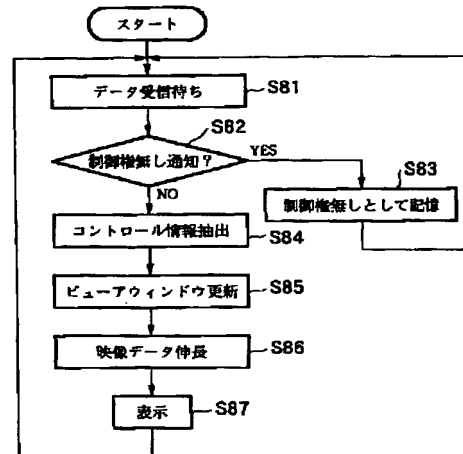 スタート
データ受信待ち
S81
S82
制御権無し通知?
YES
NO
S83
制御権無しとして記憶
コントロール情報抽出
S84
ビューアウィンドウ更新
S85
映像データ伸長
S86
表示
S87